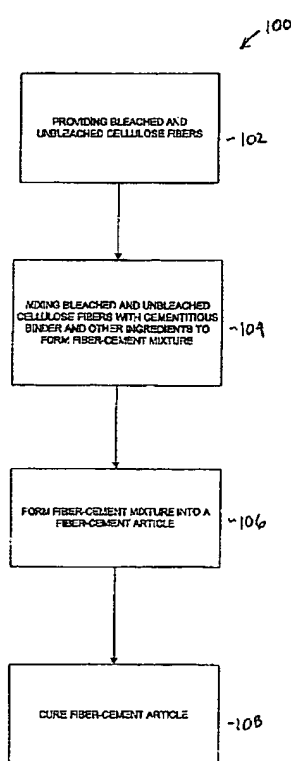 100
PROVIDING BLEACHED AND
UNBLEACHED CELLULOSE FIBERS
102
MIXING BLEACHED AND UNBLEACHED
CELLULOSE FIBERS WITH CEMENTITIOUS
BINDER AND OTHER INGREDIENTS TO
FORM FIBER-CEMENT MIXTURE
104
FORM FIBER-CEMENT MIXTURE INTO A
FIBER-CEMENT ARTICLE
106
CURE FIBER-CEMENT ARTICLE
108